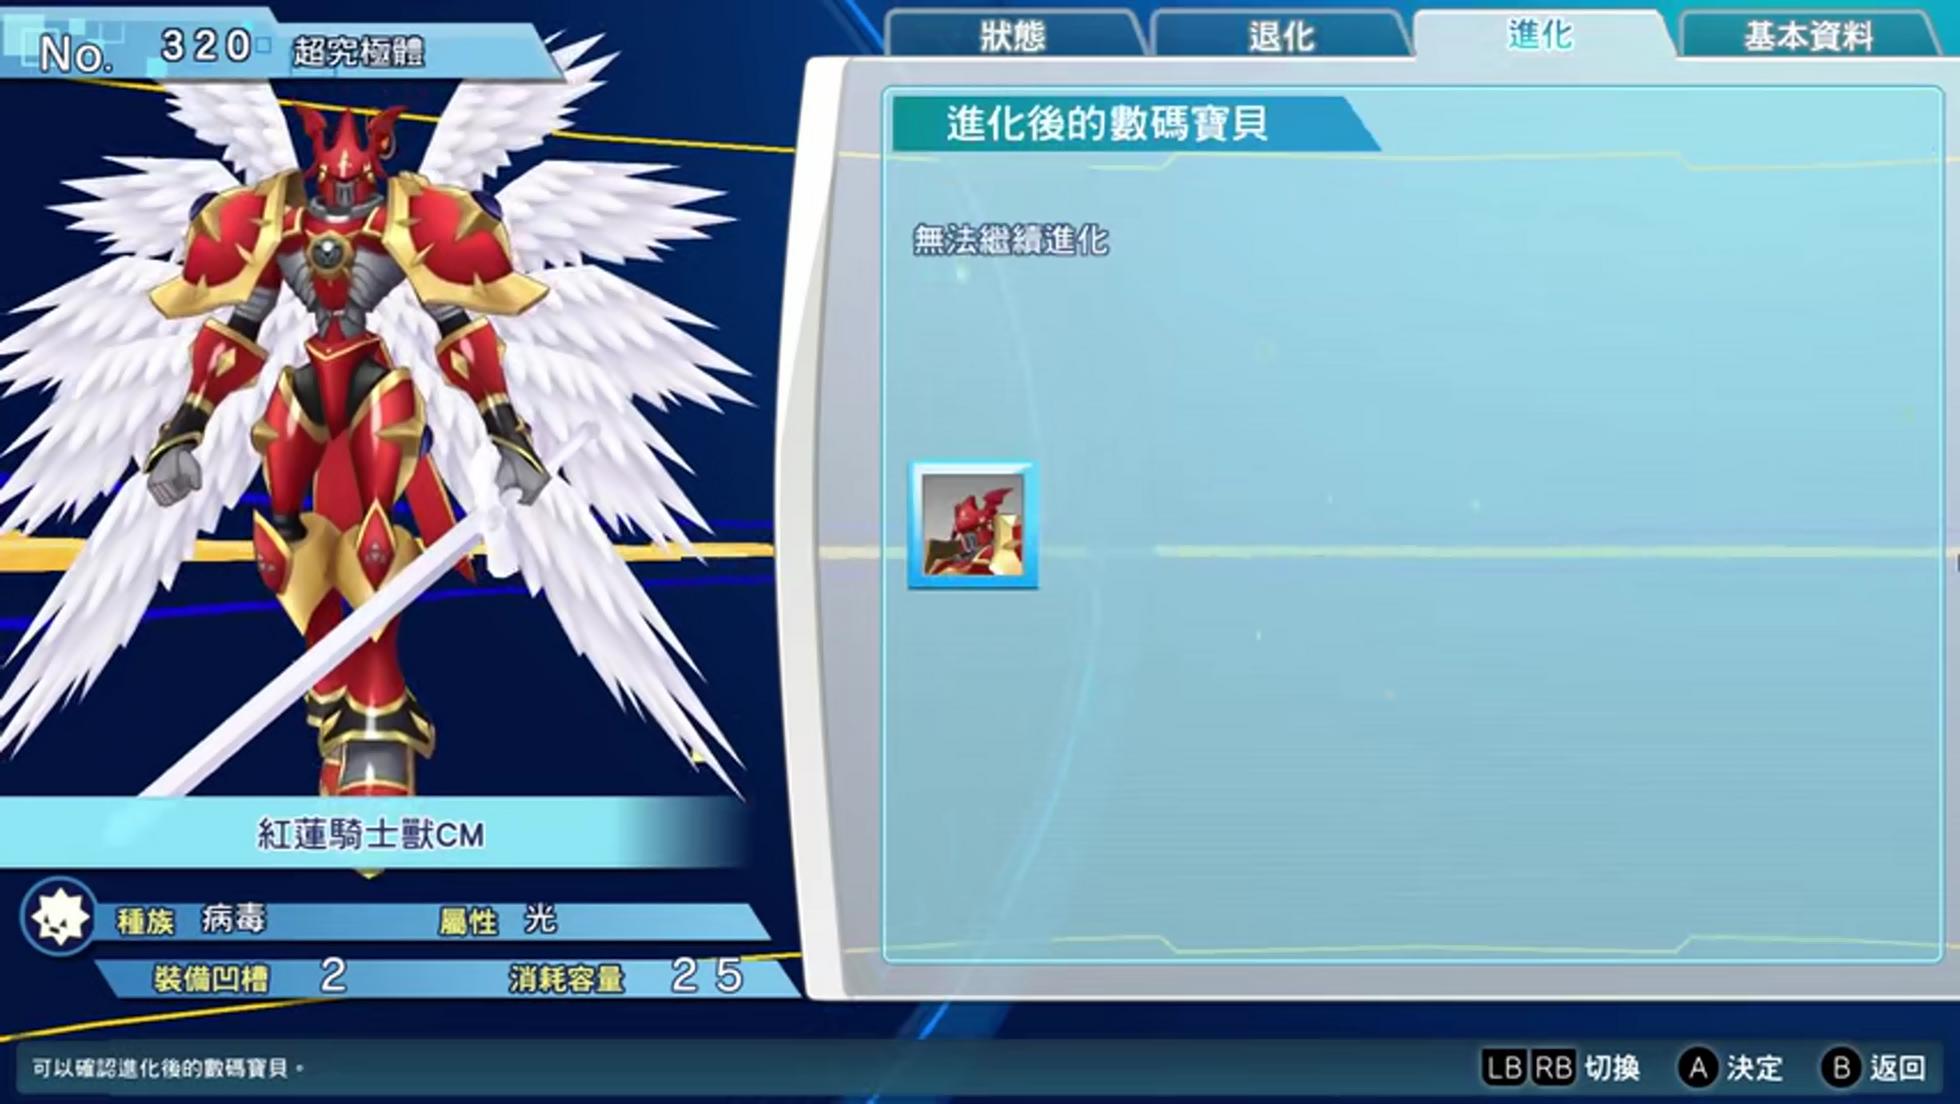 No. 320 超究極體
狀態 退化 進化 基本資料
進化後的數碼寶貝
無法繼續進化
紅蓮騎士獸CM
種族 病毒 屬性 光
裝備凹槽 2 消耗容量 25
可以確認進化後的數碼寶貝。
LB RB 切換 A 決定 B 返回